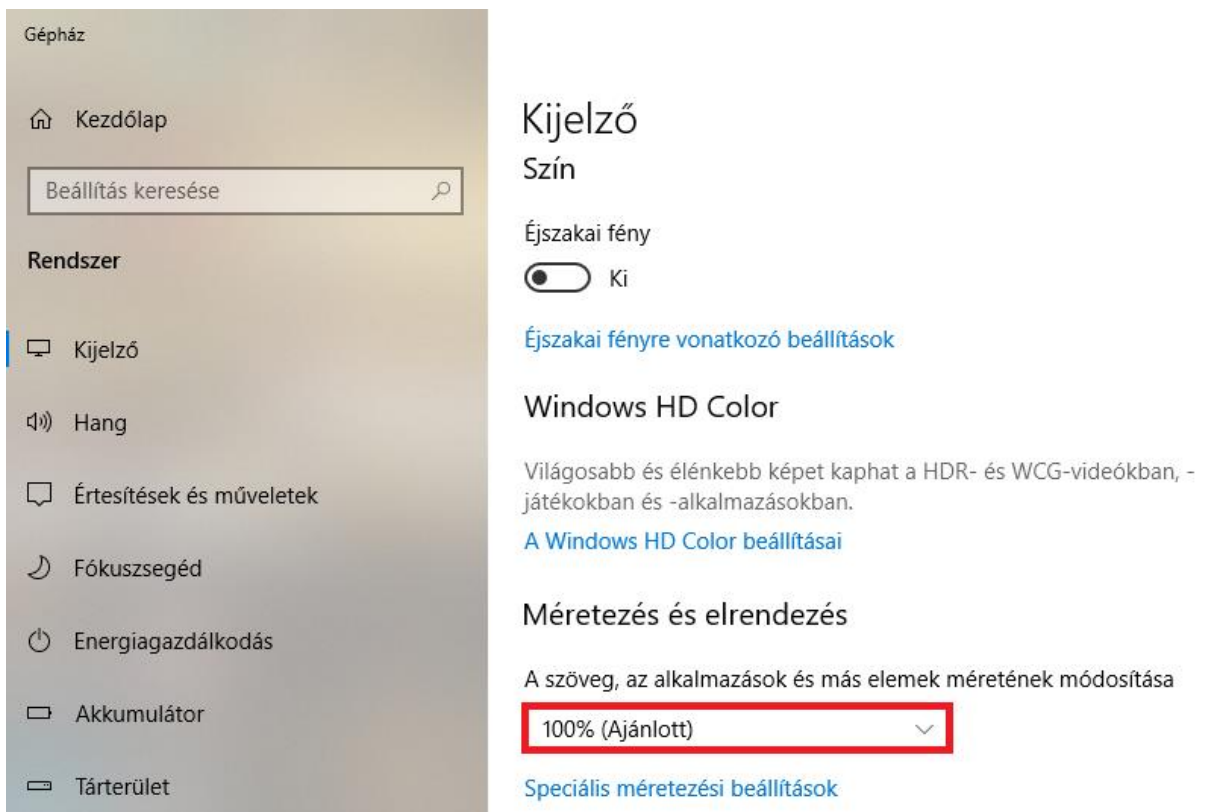 Gépház
Kezdőlap
Beállítás keresése
Rendszer
Kijelző
Hang
Értesítések és műveletek
Fókuszsegéd
Energiagazdálkodás
Akkumulátor
Tárterület
Kijelző
Szín
Éjszakai fény
Ki
Éjszakai fényre vonatkozó beállítások
Windows HD Color
Világosabb és élénkebb képet kaphat a HDR- és WCG-videókban, -
játékokban és -alkalmazásokban.
A Windows HD Color beállításai
Méretezés és elrendezés
A szöveg, az alkalmazások és más elemek méretének módosítása
100% (Ajánlott)
Speciális méretezési beállítások